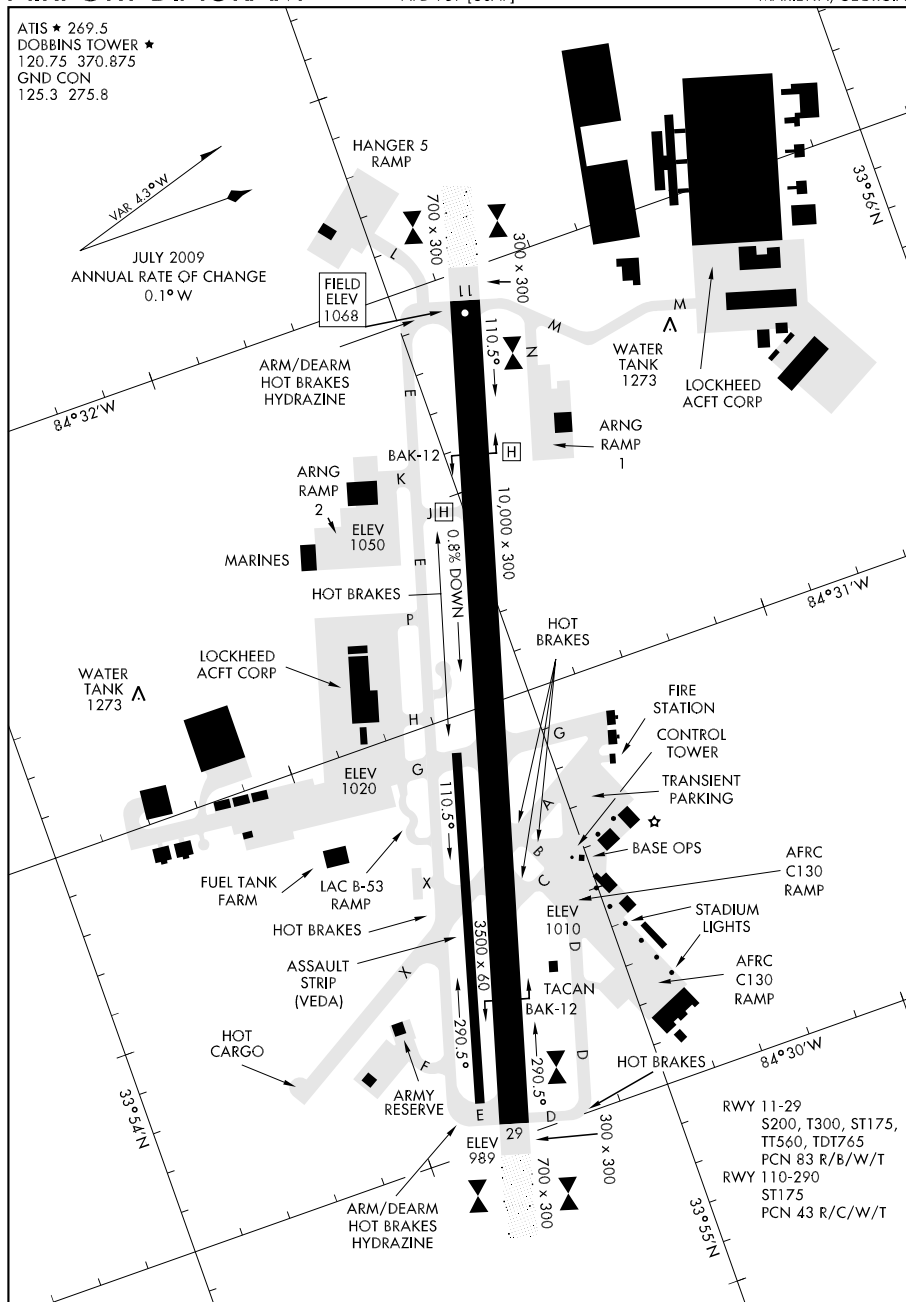 ATIS ★ 269.5
DOBBINS TOWER ★
120.75 370.875
GND CON
125.3 275.8
VAR 4.3° W
JULY 2009
ANNUAL RATE OF CHANGE
0.1° W
HANGER 5
RAMP
L
700 x 300
300 x 300
33°56'N
FIELD
ELEV
1068
11
110.5°
M
M
N
WATER
TANK
1273
LOCKHEED
ACFT CORP
ARM/DEARM
HOT BRAKES
HYDRAZINE
84°32'W
E
BAK-12
H
ARNG
RAMP
1
ARNG
RAMP
2
K
ELEV
1050
J
H
10,000 x 300
0.8% DOWN
MARINES
E
HOT BRAKES
84°31'W
P
HOT
BRAKES
LOCKHEED
ACFT CORP
WATER
TANK
1273
FIRE
STATION
H
G
CONTROL
TOWER
ELEV
1020
G
TRANSIENT
PARKING
110.5°
A
B
BASE OPS
FUEL TANK
FARM
LAC B-53
RAMP
X
C
AFRC
C130
RAMP
HOT BRAKES
3500 x 60
ELEV
1010
STADIUM
LIGHTS
ASSAULT
STRIP
(VEDA)
X
D
AFRC
C130
RAMP
TACAN
BAK-12
HOT
CARGO
290.5°
290.5°
D
F
ARMY
RESERVE
HOT BRAKES
84°30'W
33°54'N
E
D
29
ELEV
989
300 x 300
700 x 300
ARM/DEARM
HOT BRAKES
HYDRAZINE
33°55'N
RWY 11-29
S200, T300, ST175,
TT560, TDT765
PCN 83 R/B/W/T
RWY 110-290
ST175
PCN 43 R/C/W/T